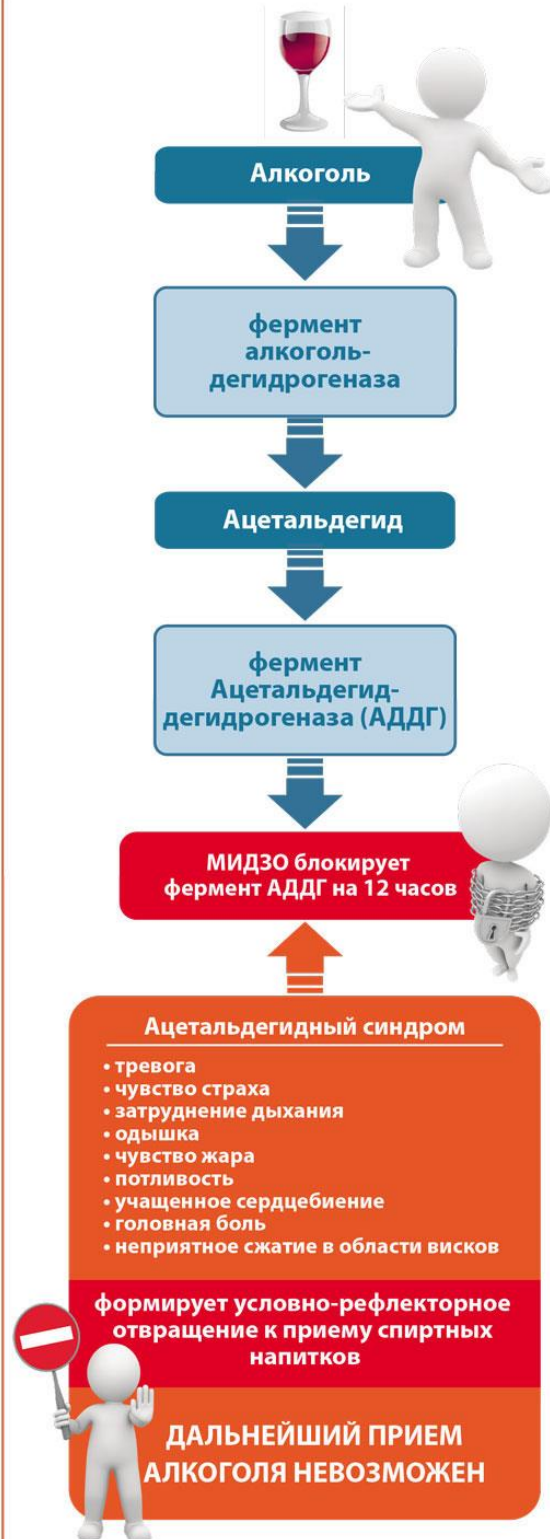 Алкоголь
фермент
алкоголь-
дегидрогеназа
Ацетальдегид
фермент
Ацетальдегид-
дегидрогеназа (АДДГ)
МИДЗО блокирует
фермент АДДГ на 12 часов
Ацетальдегидный синдром
• тревога
• чувство страха
• затруднение дыхания
• одышка
• чувство жара
• потливость
• учащенное сердцебиение
• головная боль
• неприятное сжатие в области висков
формирует условно-рефлекторное
отвращение к приему спиртных
напитков
ДАЛЬНЕЙШИЙ ПРИЕМ
АЛКОГОЛЯ НЕВОЗМОЖЕН